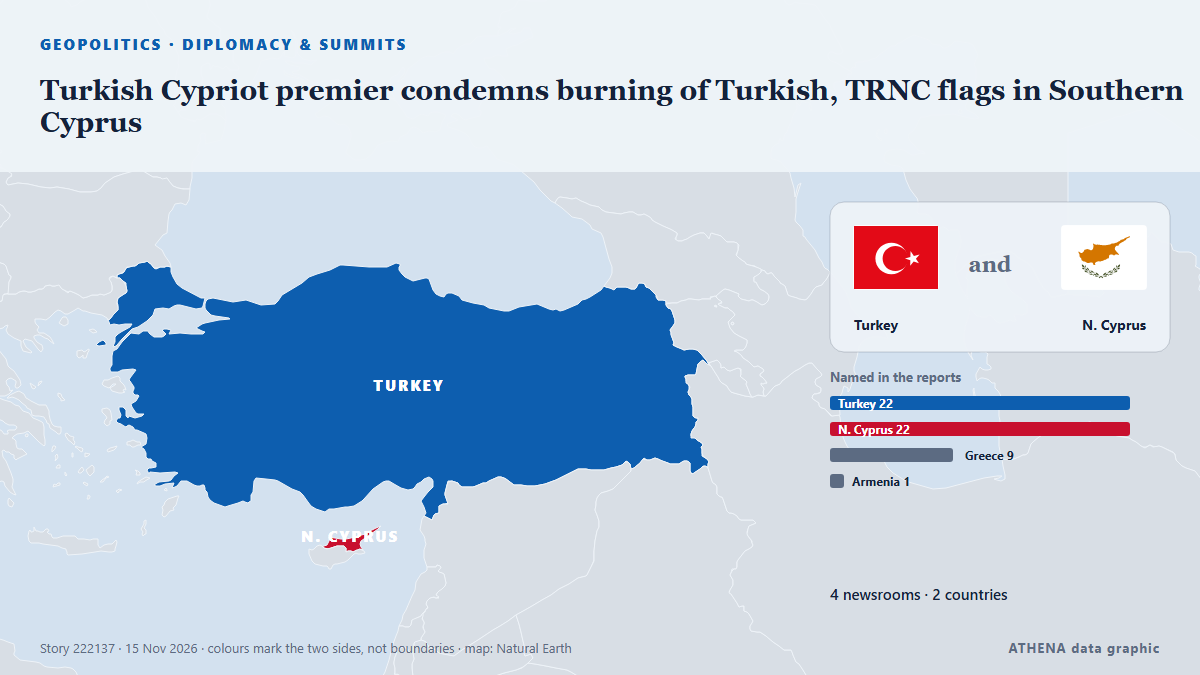 GEOPOLITICS · DIPLOMACY & SUMMITS
Turkish Cypriot premier condemns burning of Turkish, TRNC flags in Southern
Cyprus
and
Turkey
N. Cyprus
Named in the reports
TURKEY
Turkey 22
N. Cyprus 22
Greece 9
Armenia 1
N. CYPRUS
4 newsrooms · 2 countries
Story 222137 · 15 Nov 2026 · colours mark the two sides, not boundaries · map: Natural Earth
ATHENA data graphic